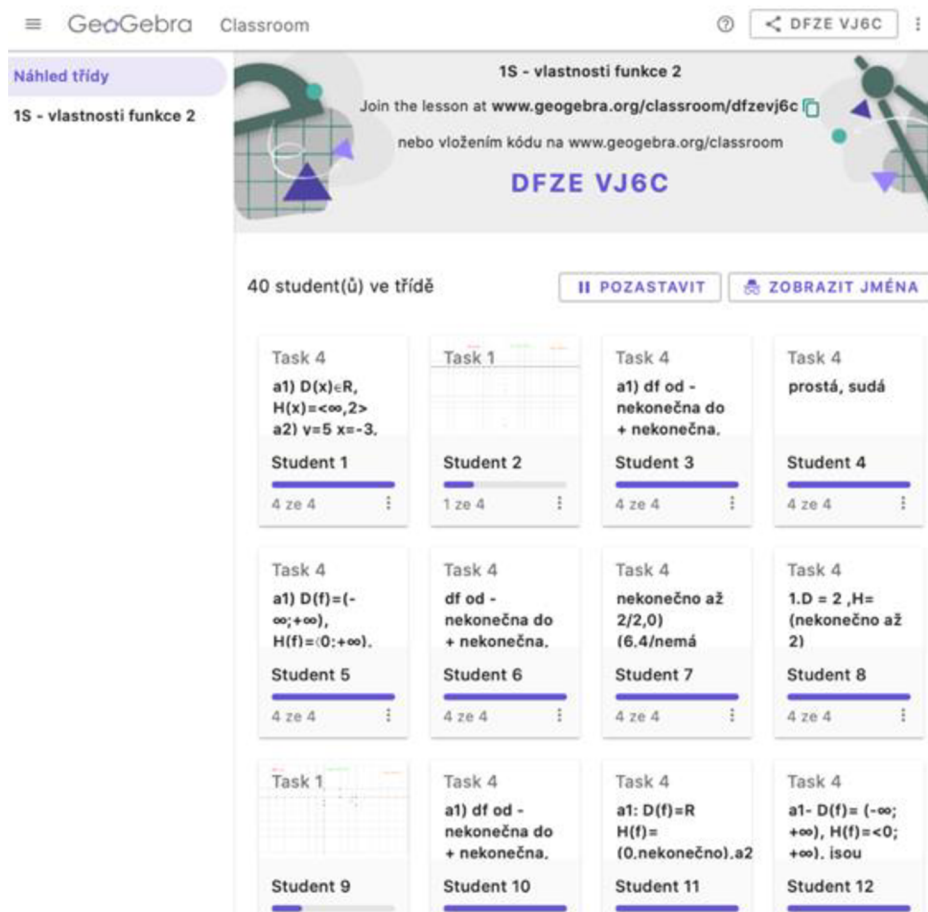 GeoGebra Classroom
DFZE VJ6C
Náhled třídy
1S - vlastnosti funkce 2
1S - vlastnosti funkce 2
Join the lesson at www.geogebra.org/classroom/dfzevj6c
nebo vložením kódu na www.geogebra.org/classroom
DFZE VJ6C
40 student(ů) ve třídě
POZASTAVIT
ZOBRAZIT JMÉNA
Task 4
a1) D(x)∈R,
H(x)=<∞,2>
a2) y=5 x=-3,
Student 1
4 ze 4
Task 1
Student 2
1 ze 4
Task 4
a1) df od -
nekonečna do
+ nekonečna,
Student 3
4 ze 4
Task 4
prostá, sudá
Student 4
4 ze 4
Task 4
a1) D(f)=(-
∞;+∞),
H(f)=⟨0;+∞),
Student 5
4 ze 4
Task 4
df od -
nekonečna do
+ nekonečna,
Student 6
4 ze 4
Task 4
nekonečno až
2/2,0)
(6,4/nemá
Student 7
4 ze 4
Task 4
1.D = 2 ,H=
(nekonečno až
2)
Student 8
4 ze 4
Task 1
Student 9
Task 4
a1) df od -
nekonečna do
+ nekonečna,
Student 10
Task 4
a1: D(f)=R
H(f)=
(0,nekonečno),a2
Student 11
Task 4
a1- D(f)= (-∞;
+∞), H(f)=<0;
+∞), jsou
Student 12